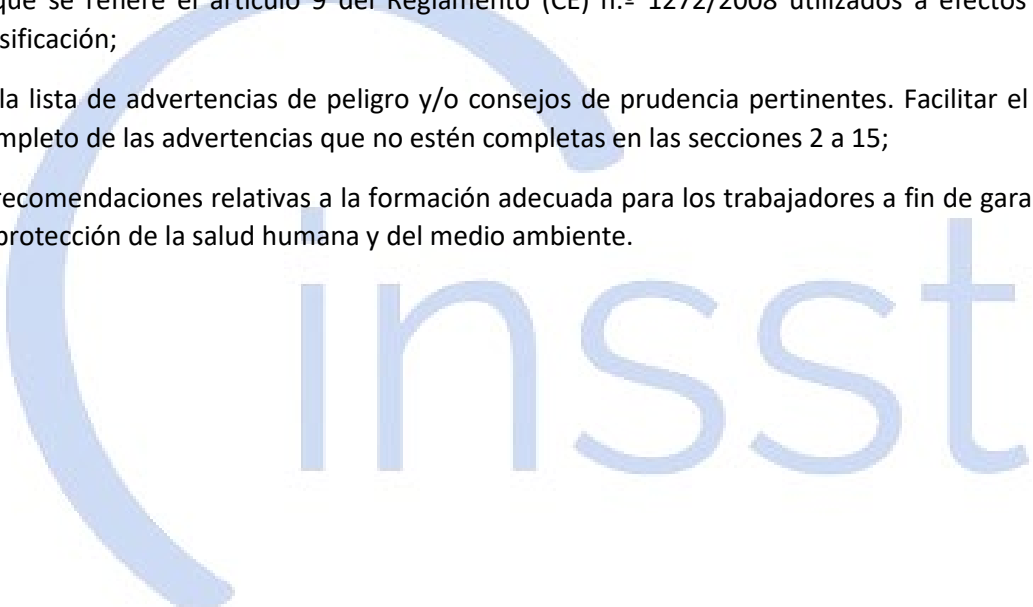 que se refiere el artículo 9 del Reglamento (CE) n.º 1272/2008 utilizados a efectos
sificación;
la lista de advertencias de peligro y/o consejos de prudencia pertinentes. Facilitar el
mpleto de las advertencias que no estén completas en las secciones 2 a 15;
recomendaciones relativas a la formación adecuada para los trabajadores a fin de gara
protección de la salud humana y del medio ambiente.
insst